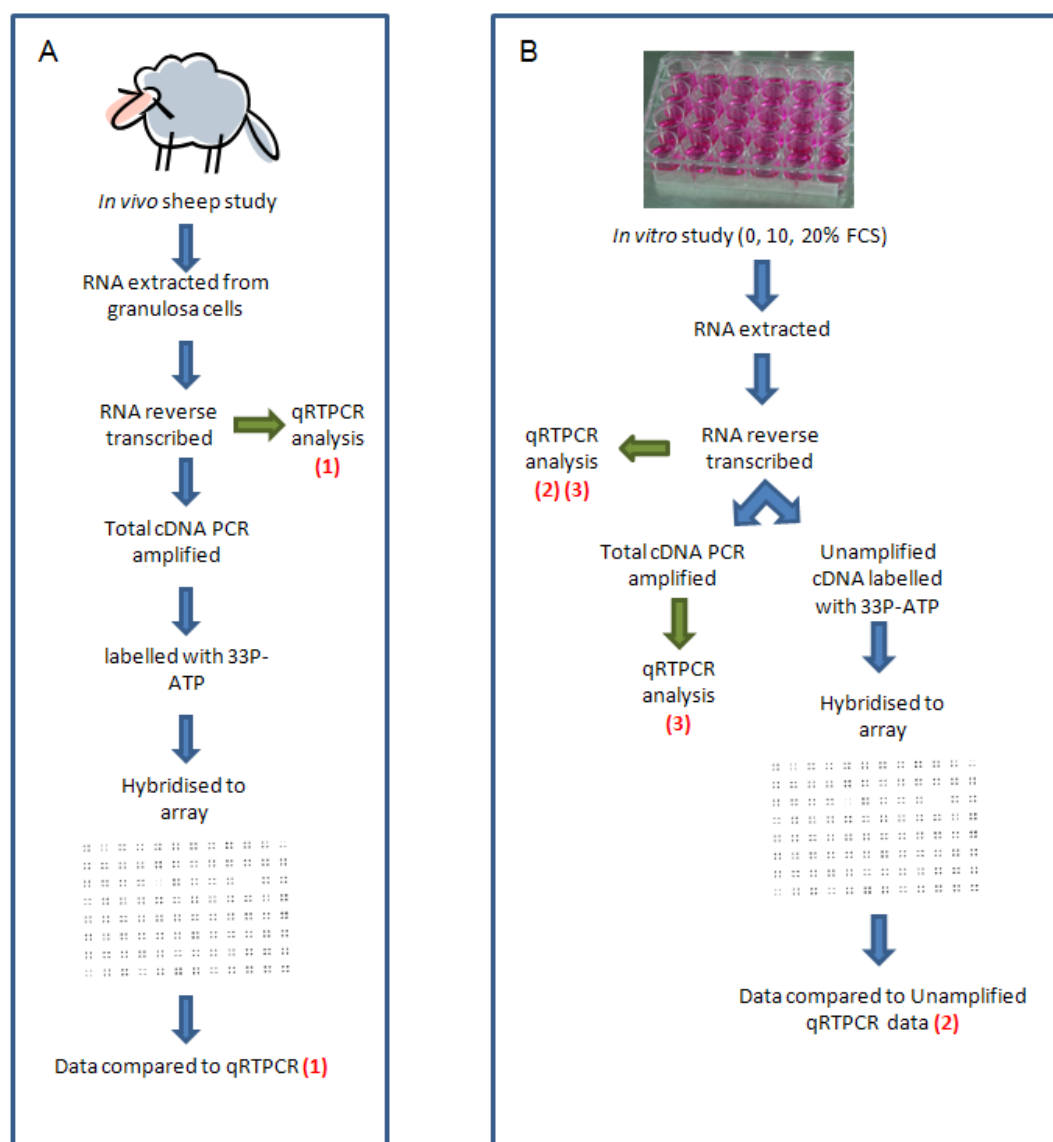 A
In vivo sheep study
RNA extracted from
granulosa cells
RNA reverse
transcribed
qRTPCR
analysis
(1)
Total cDNA PCR
amplified
labelled with 33P-
ATP
Hybridised to
array
Data compared to qRTPCR (1)
B
In vitro study (0, 10, 20% FCS)
RNA extracted
RNA reverse
transcribed
qRTPCR
analysis
(2) (3)
Total cDNA PCR
amplified
qRTPCR
analysis
(3)
Unamplified
cDNA labelled
with 33P-ATP
Hybridised to
array
Data compared to Unamplified
qRTPCR data (2)